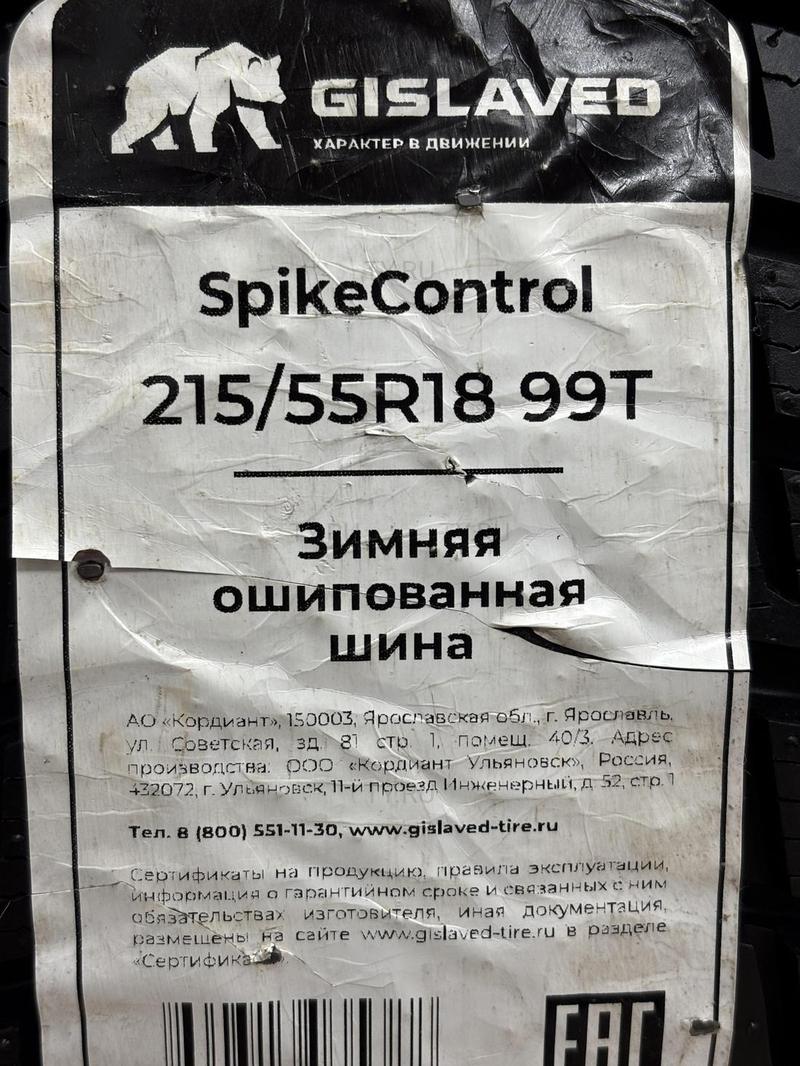 GISLAVED
ХАРАКТЕР В ДВИЖЕНИИ
SpikeControl
215/55R18 99T
Зимняя
ошипованная
шина
АО «Кордиант», 150003, Ярославская обл., г. Ярославль,
ул. Советская, зд. 81 стр. 1, помещ. 40/3. Адрес
производства: ООО «Кордиант Ульяновск», Россия,
432072, г. Ульяновск, 11-й проезд Инженерный, д. 52, стр. 1
Тел. 8 (800) 551-11-30, www.gislaved-tire.ru
Сертификаты на продукцию, правила эксплуатации,
информация о гарантийном сроке и связанных с ним
обязательствах изготовителя, иная документация,
размещены на сайте www.gislaved-tire.ru в разделе
EAC